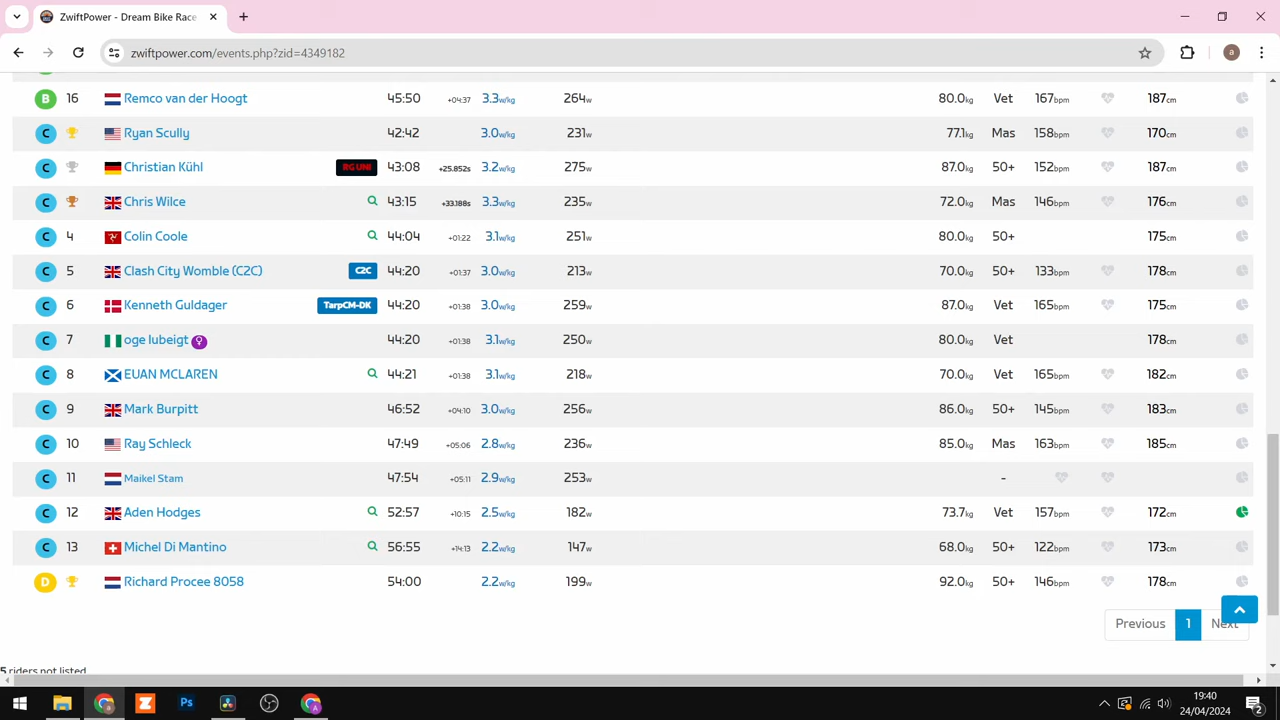 ZwiftPower - Dream Bike Race
zwiftpower.com/events.php?zid=4349182
a
B 16 Remco van der Hoogt 45:50 +04:37 3.3w/kg 264w 80.0kg Vet 167bpm 187cm
C Ryan Scully 42:42 3.0w/kg 231w 77.1kg Mas 158bpm 170cm
C Christian Kühl RG UNI 43:08 +25.852s 3.2w/kg 275w 87.0kg 50+ 152bpm 187cm
C Chris Wilce 43:15 +33.188s 3.3w/kg 235w 72.0kg Mas 146bpm 176cm
C 4 Colin Coole 44:04 +01:22 3.1w/kg 251w 80.0kg 50+ 175cm
C 5 Clash City Womble (C2C) C2C 44:20 +01:37 3.0w/kg 213w 70.0kg 50+ 133bpm 178cm
C 6 Kenneth Guldager TarpCM-DK 44:20 +01:38 3.0w/kg 259w 87.0kg Vet 165bpm 175cm
C 7 oge lubeigt 44:20 +01:38 3.1w/kg 250w 80.0kg Vet 178cm
C 8 EUAN MCLAREN 44:21 +01:38 3.1w/kg 218w 70.0kg Vet 165bpm 182cm
C 9 Mark Burpitt 46:52 +04:10 3.0w/kg 256w 86.0kg 50+ 145bpm 183cm
C 10 Ray Schleck 47:49 +05:06 2.8w/kg 236w 85.0kg Mas 163bpm 185cm
C 11 Maikel Stam 47:54 +05:11 2.9w/kg 253w -
C 12 Aden Hodges 52:57 +10:15 2.5w/kg 182w 73.7kg Vet 157bpm 172cm
C 13 Michel Di Mantino 56:55 +14:13 2.2w/kg 147w 68.0kg 50+ 122bpm 173cm
D Richard Procee 8058 54:00 2.2w/kg 199w 92.0kg 50+ 146bpm 178cm
Previous 1 Next
5 riders not listed
Z Ps A 19:40
24/04/2024 2